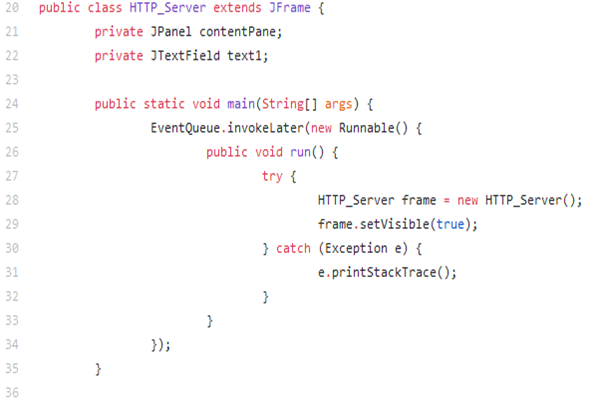 20 public class HTTP_Server extends JFrame {
21 private JPanel contentPane;
22 private JTextField text1;
23
24 public static void main(String[] args) {
25 EventQueue.invokeLater(new Runnable() {
26 public void run() {
27 try {
28 HTTP_Server frame = new HTTP_Server();
29 frame.setVisible(true);
30 } catch (Exception e) {
31 e.printStackTrace();
32 }
33 }
34 });
35 }
36